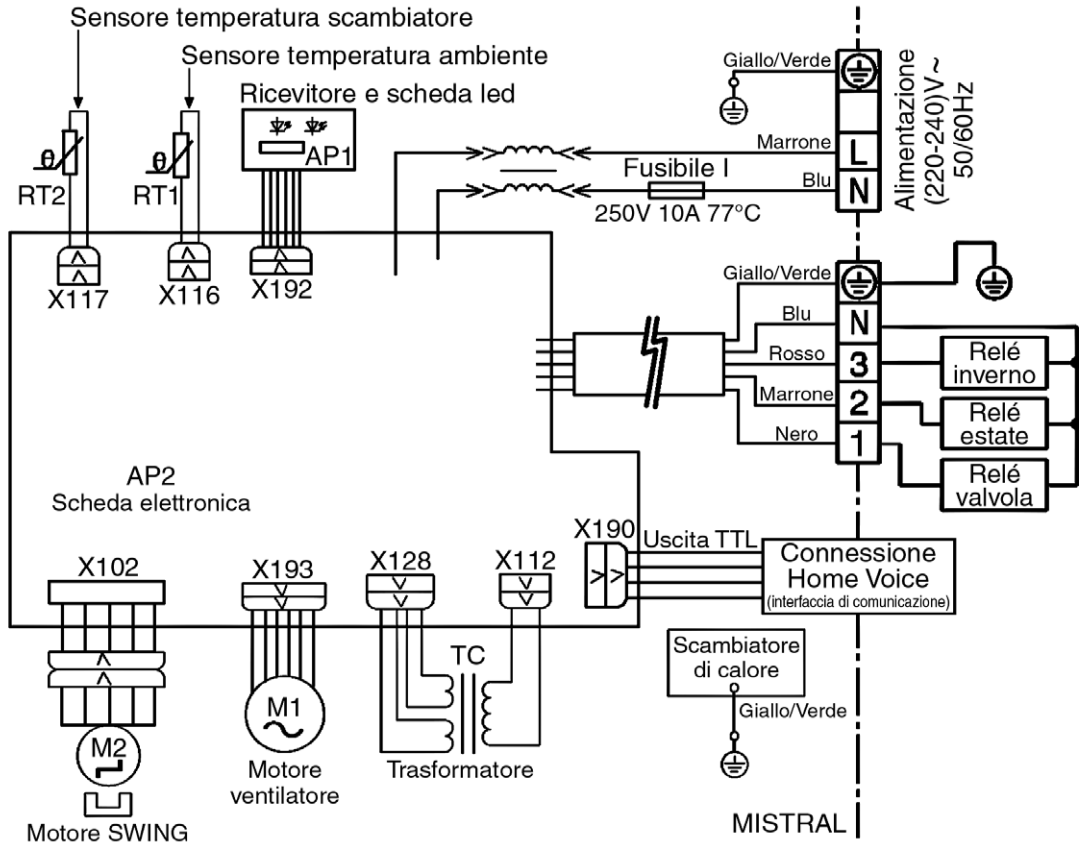 Sensore temperatura scambiatore
Sensore temperatura ambiente
Ricevitore e scheda led
AP1
θ
RT2
θ
RT1
X117
X116
X192
Giallo/Verde
Marrone
L
Fusibile I
Blu
N
250V 10A 77°C
Alimentazione
(220-240)V~
50/60Hz
Giallo/Verde
Blu
N
Rosso
3
Relé
inverno
Marrone
2
Relé
estate
Nero
1
Relé
valvola
AP2
Scheda elettronica
X190
Uscita TTL
Connessione
Home Voice
(interfaccia di comunicazione)
X102
X193
X128
X112
Scambiatore
di calore
Giallo/Verde
TC
M1
M2
Motore
ventilatore
Trasformatore
Motore SWING
MISTRAL